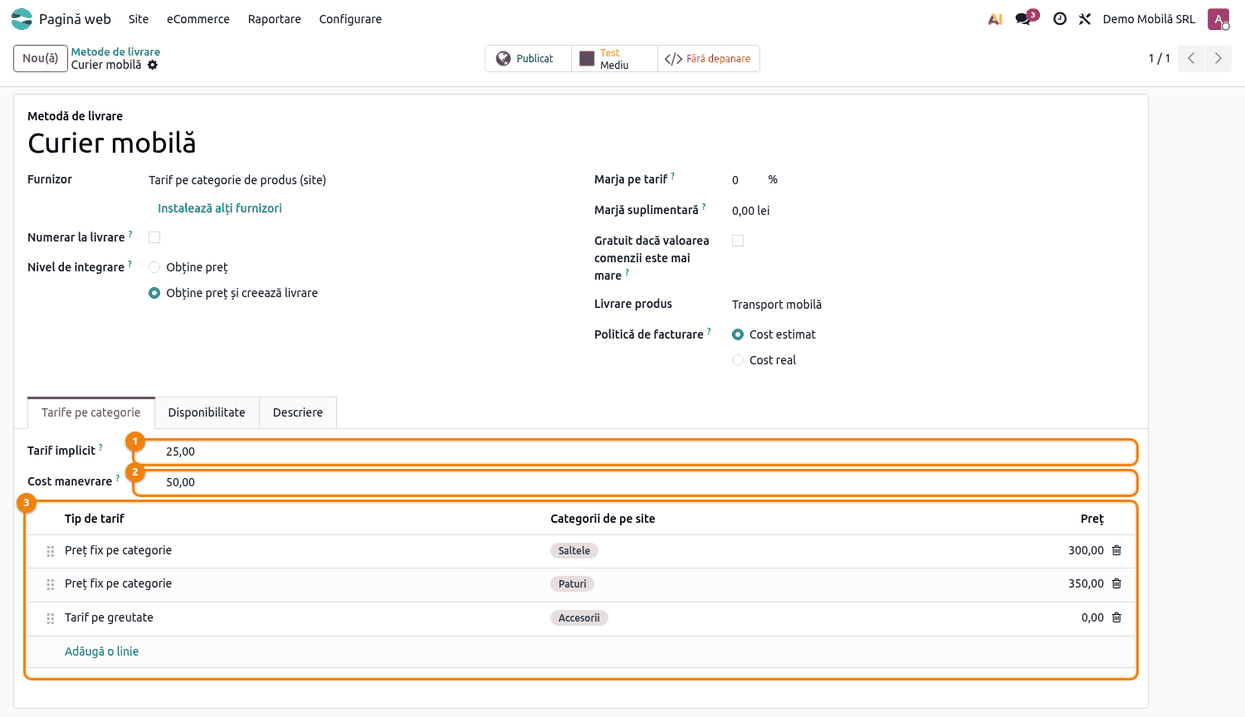 Pagină web Site eCommerce Raportare Configurare AI 3 Demo Mobilă SRL A
Nou(ă) Metode de livrare
Curier mobilă
Publicat Test Mediu </> Fără depanare 1 / 1
Metodă de livrare
Curier mobilă
Furnizor Tarif pe categorie de produs (site)
Instalează alți furnizori
Numerar la livrare ?
Nivel de integrare ? Obține preț
Obține preț și creează livrare
Marja pe tarif ? 0 %
Marjă suplimentară ? 0,00 lei
Gratuit dacă valoarea
comenzii este mai
mare ?
Livrare produs Transport mobilă
Politică de facturare ? Cost estimat
Cost real
Tarife pe categorie Disponibilitate Descriere
1
Tarif implicit ? 25,00
2
Cost manevrare ? 50,00
3
Tip de tarif Categorii de pe site Preț
Preț fix pe categorie Saltele 300,00
Preț fix pe categorie Paturi 350,00
Tarif pe greutate Accesorii 0,00
Adăugă o linie